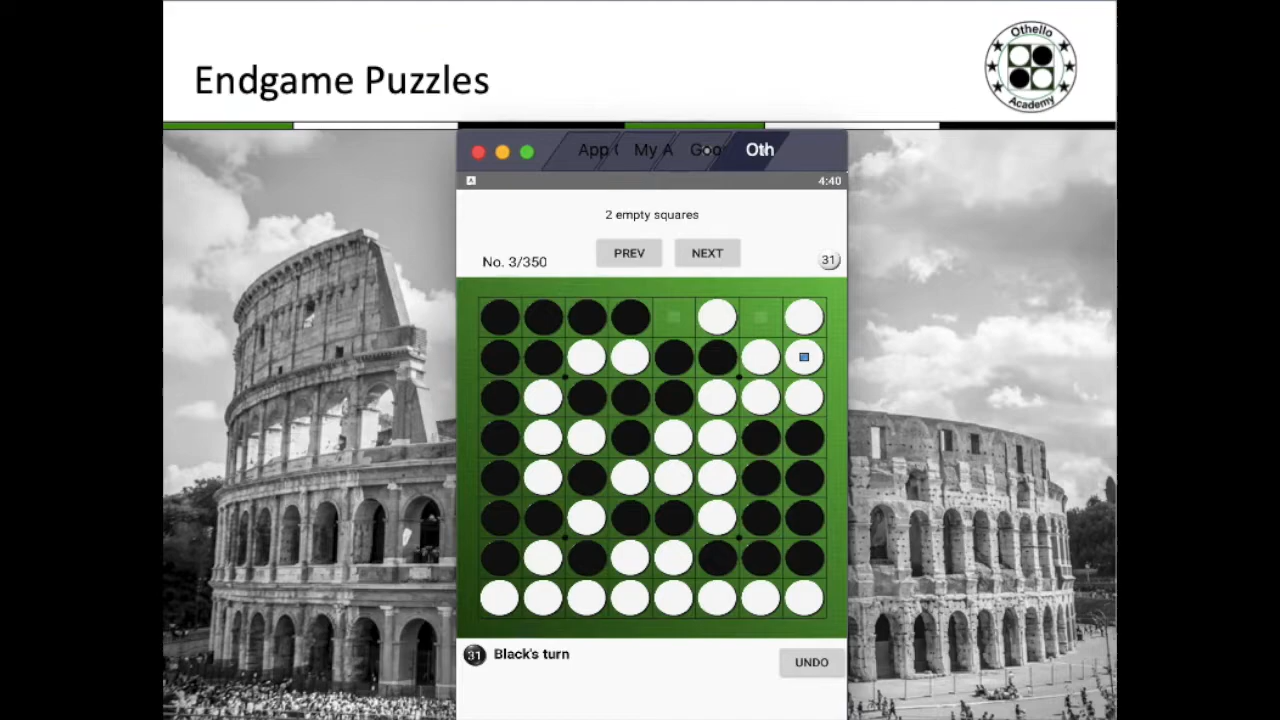 Endgame Puzzles
Othello
Academy
App
My A
Goo
Oth
A
4:40
2 empty squares
No. 3/350
PREV
NEXT
31
31
Black's turn
UNDO